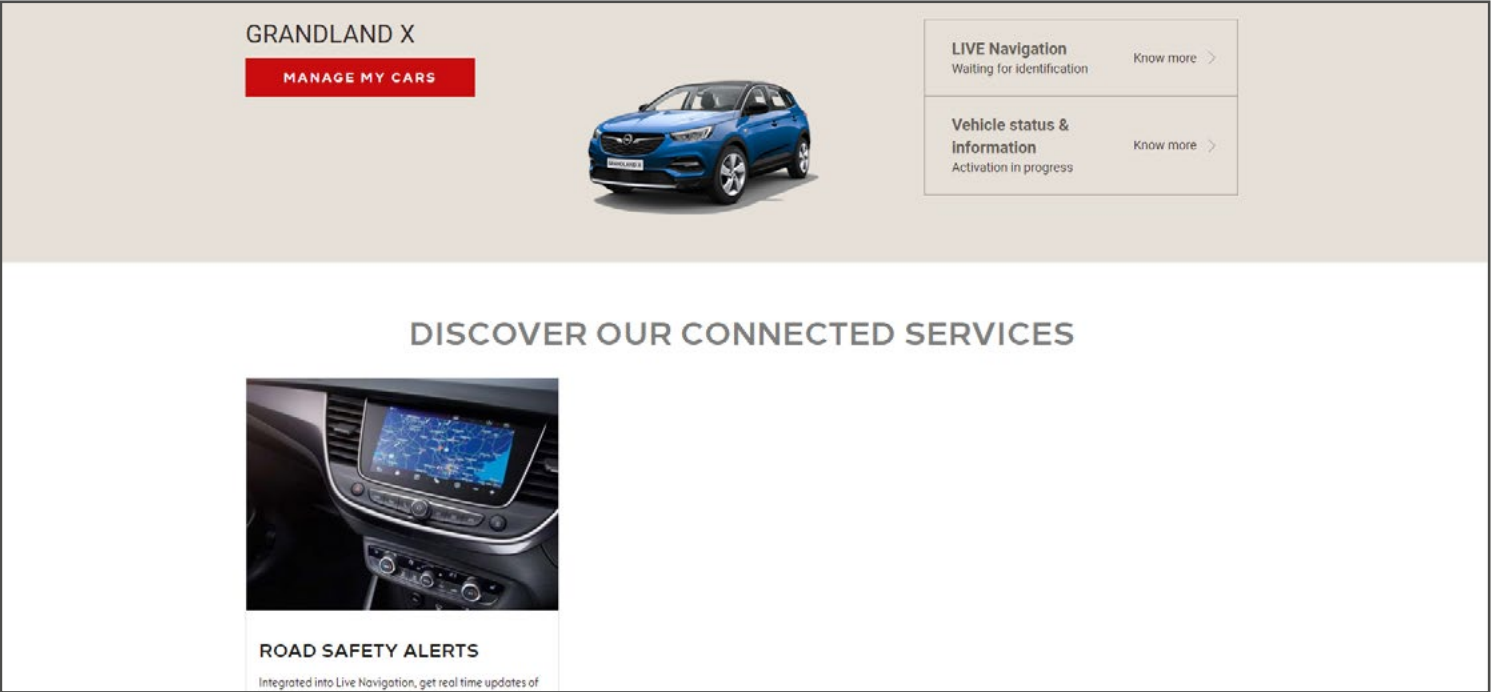 GRANDLAND X
MANAGE MY CARS
GRANDLAND X
LIVE Navigation
Waiting for identification
Know more
Vehicle status &
information
Activation in progress
Know more
DISCOVER OUR CONNECTED SERVICES
ROAD SAFETY ALERTS
Integrated into Live Navigation, get real time updates of